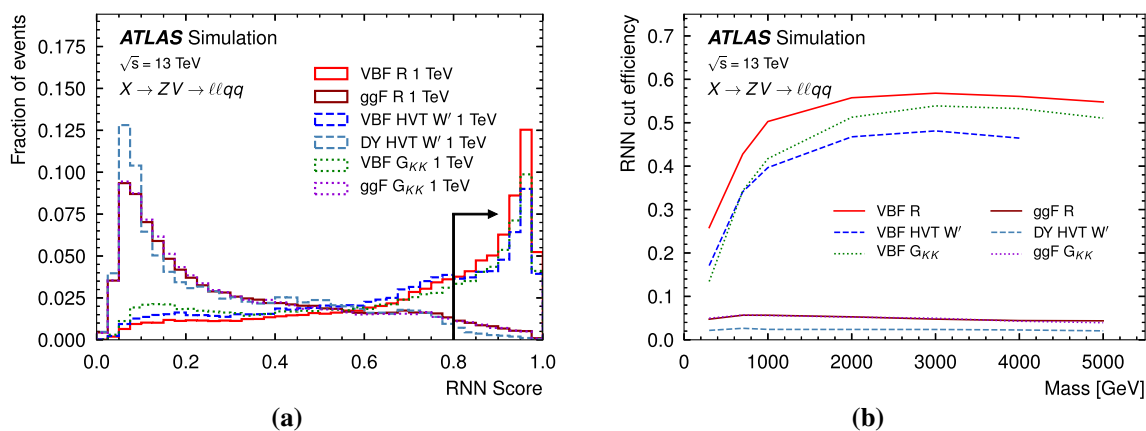 ATLAS Simulation
√s = 13 TeV
X → ZV → ℓℓqq
VBF R 1 TeV
ggF R 1 TeV
VBF HVT W′ 1 TeV
DY HVT W′ 1 TeV
VBF G_KK 1 TeV
ggF G_KK 1 TeV
Fraction of events
0.175
0.150
0.125
0.100
0.075
0.050
0.025
0.000
0.0 0.2 0.4 0.6 0.8 1.0
RNN Score
(a)
ATLAS Simulation
√s = 13 TeV
X → ZV → ℓℓqq
VBF R
VBF HVT W′
VBF G_KK
ggF R
DY HVT W′
ggF G_KK
RNN cut efficiency
0.7
0.6
0.5
0.4
0.3
0.2
0.1
0.0
0 1000 2000 3000 4000 5000
Mass [GeV]
(b)